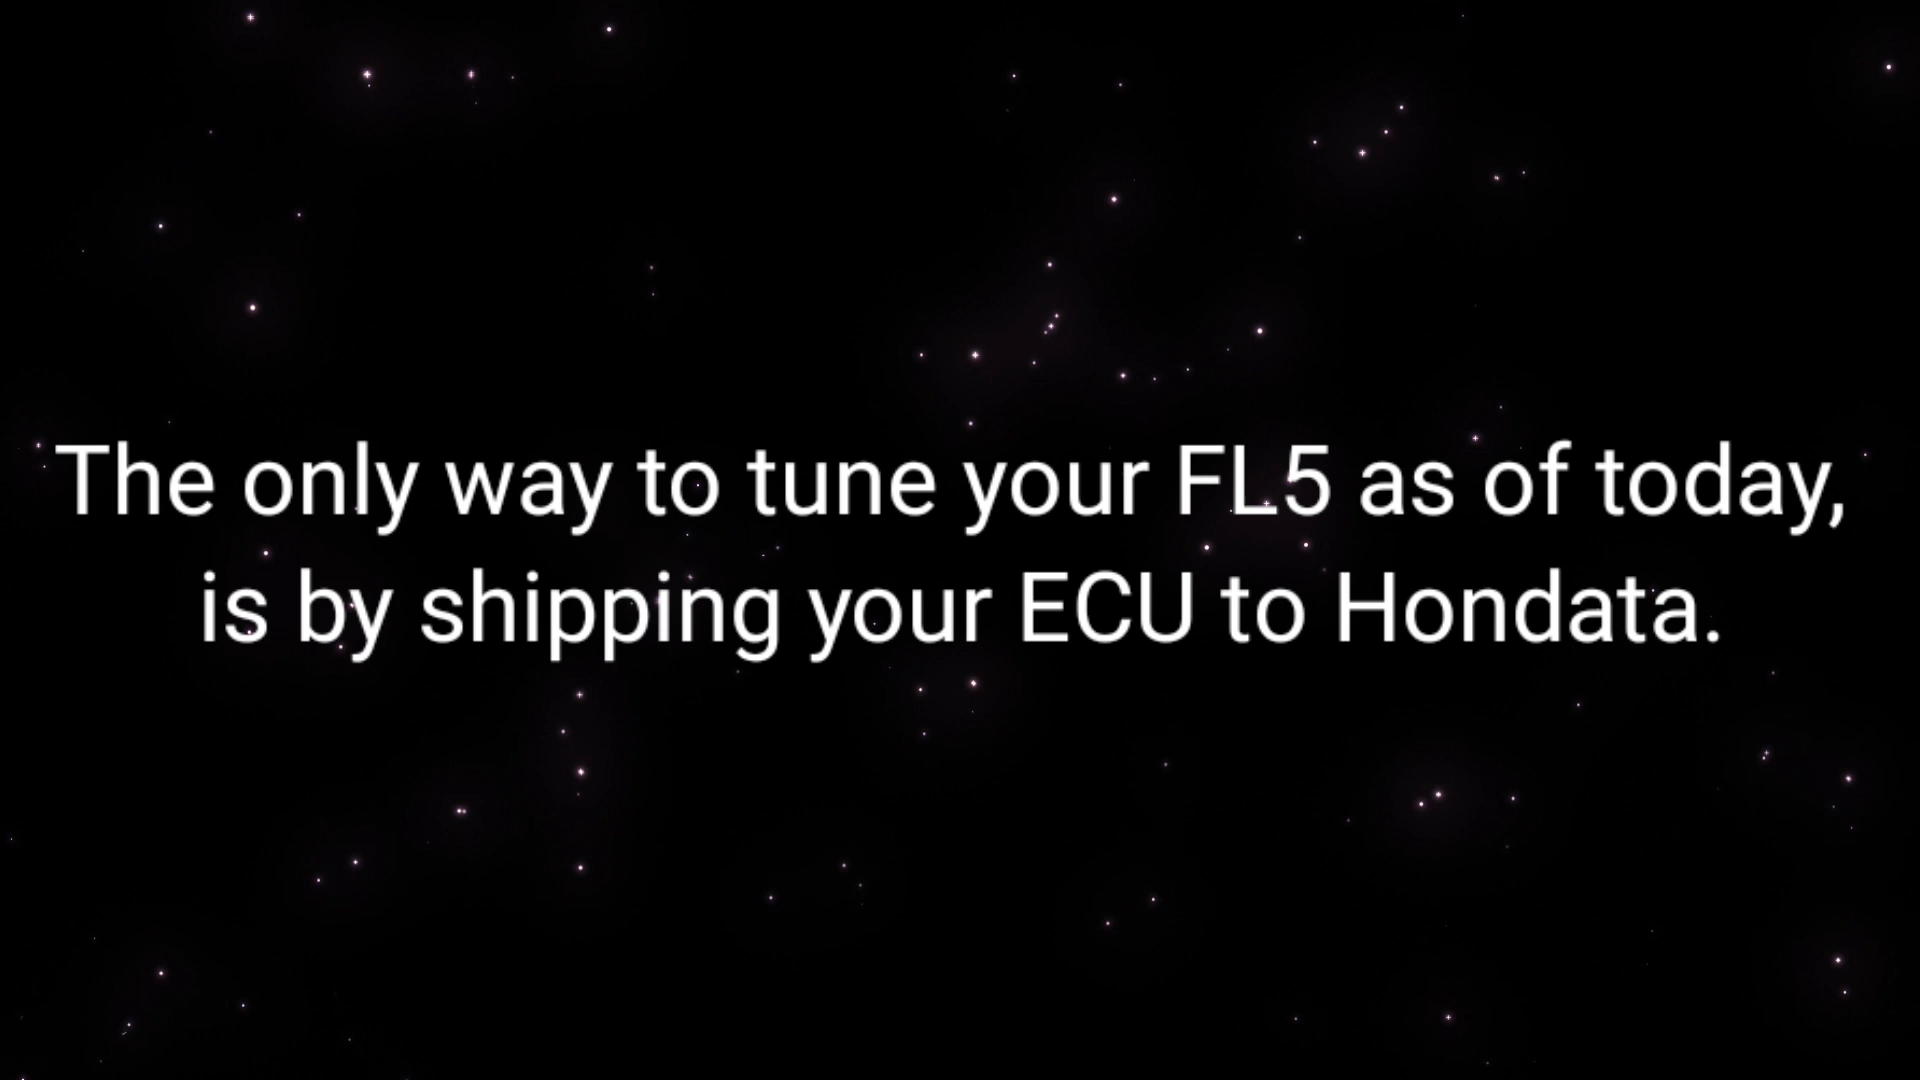 The only way to tune your FL5 as of today,
is by shipping your ECU to Hondata.